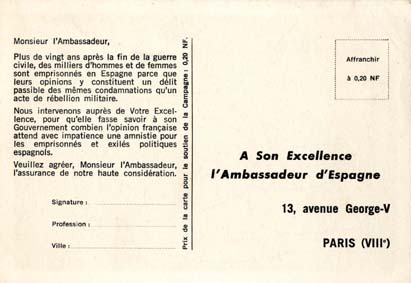 Monsieur l'Ambassadeur,
Plus de vingt ans après la fin de la guerre
civile, des milliers d'hommes et de femmes
sont emprisonnés en Espagne parce que
leurs opinions y constituent un délit
passible des mêmes condamnations qu'un
acte de rébellion militaire.
Nous intervenons auprès de Votre Excel-
lence, pour qu'elle fasse savoir à son
Gouvernement combien l'opinion française
attend avec impatience une amnistie pour
les emprisonnés et exilés politiques
espagnols.
Veuillez agréer, Monsieur l'Ambassadeur,
l'assurance de notre haute considération.
Signature :
Profession :
Ville :
Prix de la carte pour le soutien de la Campagne : 0,20 NF.
Affranchir
à 0,20 NF
A Son Excellence
l'Ambassadeur d'Espagne
13, avenue George-V
PARIS (VIIIe)